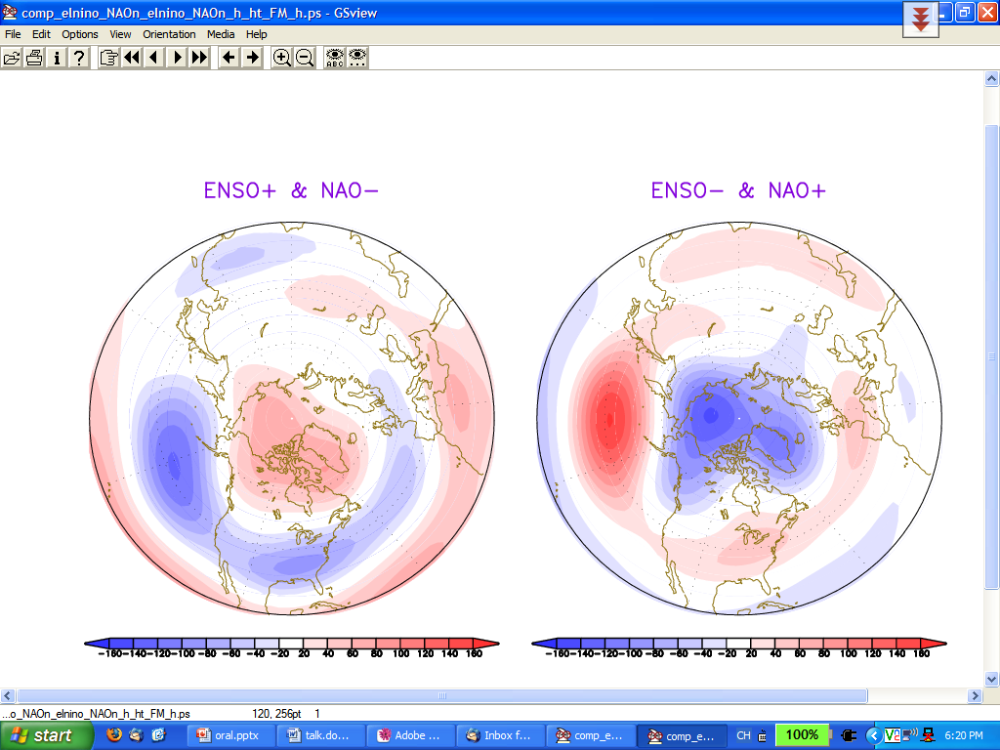 comp_elnino_NAOn_elnino_NAOn_h_ht_FM_h.ps - GSview
File Edit Options View Orientation Media Help
ABC
ENSO+ & NAO− ENSO− & NAO+
−160 −140 −120 −100 −80 −60 −40 −20 20 40 60 80 100 120 140 160
−160 −140 −120 −100 −80 −60 −40 −20 20 40 60 80 100 120 140 160
...o_NAOn_elnino_NAOn_h_ht_FM_h.ps 120, 256pt 1
start oral.pptx talk.do... Adobe ... Inbox f... comp_e... comp_e... CH 100% 6:20 PM